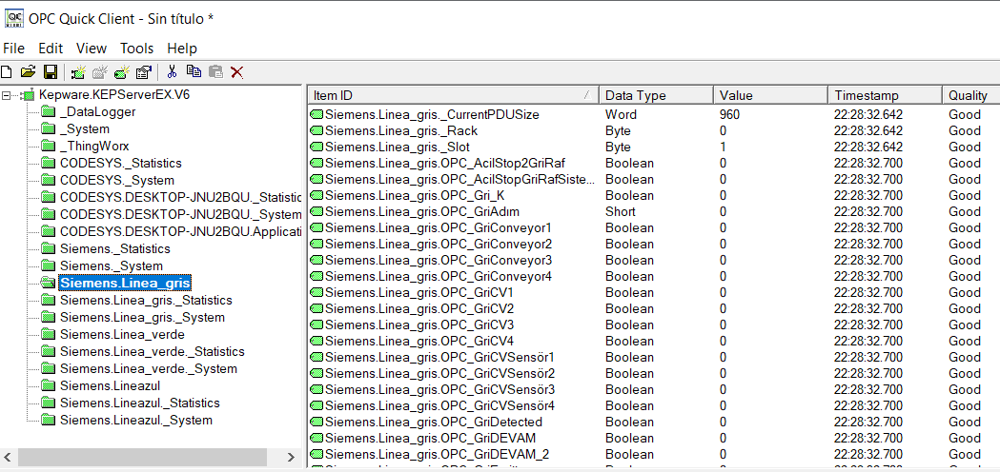 OPC Quick Client - Sin título *
File Edit View Tools Help
Kepware.KEPServerEX.V6
_DataLogger
_System
_ThingWorx
CODESYS._Statistics
CODESYS._System
CODESYS.DESKTOP-JNU2BQU._Statistic
CODESYS.DESKTOP-JNU2BQU._System
CODESYS.DESKTOP-JNU2BQU.Applicati
Siemens._Statistics
Siemens._System
Siemens.Linea_gris
Siemens.Linea_gris._Statistics
Siemens.Linea_gris._System
Siemens.Linea_verde
Siemens.Linea_verde._Statistics
Siemens.Linea_verde._System
Siemens.Lineazul
Siemens.Lineazul._Statistics
Siemens.Lineazul._System
Item ID Data Type Value Timestamp Quality
Siemens.Linea_gris._CurrentPDUSize Word 960 22:28:32.642 Good
Siemens.Linea_gris._Rack Byte 0 22:28:32.642 Good
Siemens.Linea_gris._Slot Byte 1 22:28:32.642 Good
Siemens.Linea_gris.OPC_AcilStop2GriRaf Boolean 0 22:28:32.700 Good
Siemens.Linea_gris.OPC_AcilStopGriRafSiste... Boolean 0 22:28:32.700 Good
Siemens.Linea_gris.OPC_Gri_K Boolean 0 22:28:32.700 Good
Siemens.Linea_gris.OPC_GriAdım Short 0 22:28:32.700 Good
Siemens.Linea_gris.OPC_GriConveyor1 Boolean 0 22:28:32.700 Good
Siemens.Linea_gris.OPC_GriConveyor2 Boolean 0 22:28:32.700 Good
Siemens.Linea_gris.OPC_GriConveyor3 Boolean 0 22:28:32.700 Good
Siemens.Linea_gris.OPC_GriConveyor4 Boolean 0 22:28:32.700 Good
Siemens.Linea_gris.OPC_GriCV1 Boolean 0 22:28:32.700 Good
Siemens.Linea_gris.OPC_GriCV2 Boolean 0 22:28:32.700 Good
Siemens.Linea_gris.OPC_GriCV3 Boolean 0 22:28:32.700 Good
Siemens.Linea_gris.OPC_GriCV4 Boolean 0 22:28:32.700 Good
Siemens.Linea_gris.OPC_GriCVSensör1 Boolean 0 22:28:32.700 Good
Siemens.Linea_gris.OPC_GriCVSensör2 Boolean 0 22:28:32.700 Good
Siemens.Linea_gris.OPC_GriCVSensör3 Boolean 0 22:28:32.700 Good
Siemens.Linea_gris.OPC_GriCVSensör4 Boolean 0 22:28:32.700 Good
Siemens.Linea_gris.OPC_GriDetected Boolean 0 22:28:32.700 Good
Siemens.Linea_gris.OPC_GriDEVAM Boolean 0 22:28:32.700 Good
Siemens.Linea_gris.OPC_GriDEVAM_2 Boolean 0 22:28:32.700 Good